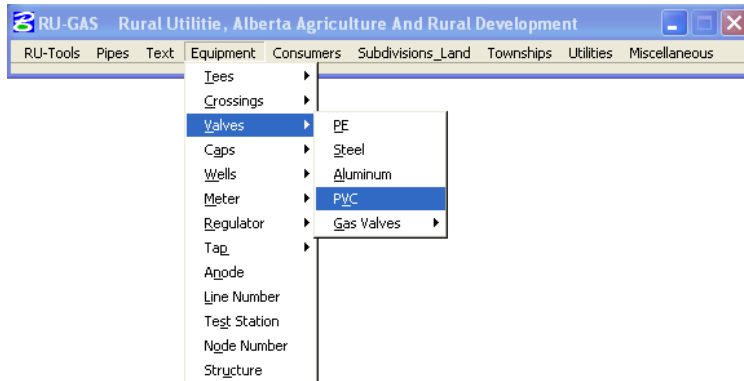 RU-GAS Rural Utilitie, Alberta Agriculture And Rural Development
RU-Tools Pipes Text Equipment Consumers Subdivisions_Land Townships Utilities Miscellaneous
Tees
Crossings
Valves
Caps
Wells
Meter
Regulator
Tap
Anode
Line Number
Test Station
Node Number
Structure
PE
Steel
Aluminum
PVC
Gas Valves